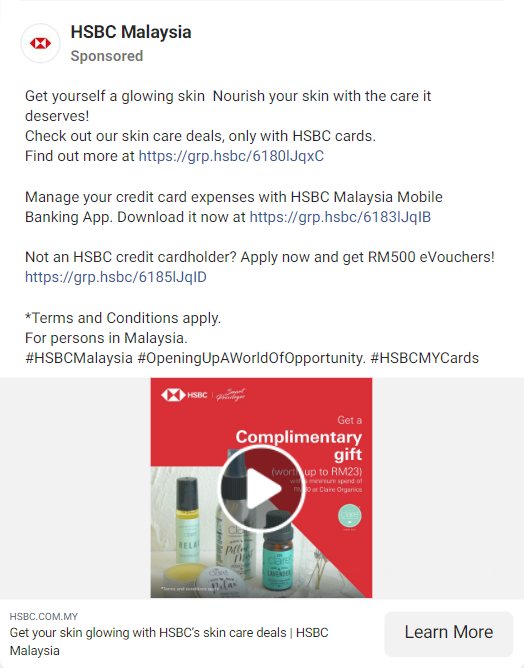 HSBC Malaysia
Sponsored
Get yourself a glowing skin  Nourish your skin with the care it
deserves!
Check out our skin care deals, only with HSBC cards.
Find out more at https://grp.hsbc/6180lJqxC
Manage your credit card expenses with HSBC Malaysia Mobile
Banking App. Download it now at https://grp.hsbc/6183lJqIB
Not an HSBC credit cardholder? Apply now and get RM500 eVouchers!
https://grp.hsbc/6185lJqID
*Terms and Conditions apply.
For persons in Malaysia.
#HSBCMalaysia #OpeningUpAWorldOfOpportunity. #HSBCMYCards
HSBC | Smart Privileges
Get a
Complimentary
gift
(worth up to RM23)
minimum spend of
at Claire Organics
claire
RELAX
Pillow
Mist
Relax
LAVENDER
*Terms and conditions apply
HSBC.COM.MY
Get your skin glowing with HSBC's skin care deals | HSBC
Malaysia
Learn More